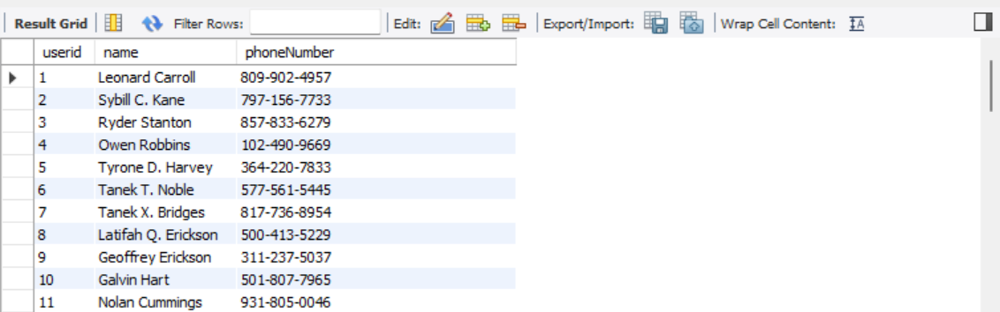 Result Grid Filter Rows: Edit: Export/Import: Wrap Cell Content: IA
userid name phoneNumber
1 Leonard Carroll 809-902-4957
2 Sybill C. Kane 797-156-7733
3 Ryder Stanton 857-833-6279
4 Owen Robbins 102-490-9669
5 Tyrone D. Harvey 364-220-7833
6 Tanek T. Noble 577-561-5445
7 Tanek X. Bridges 817-736-8954
8 Latifah Q. Erickson 500-413-5229
9 Geoffrey Erickson 311-237-5037
10 Galvin Hart 501-807-7965
11 Nolan Cummings 931-805-0046